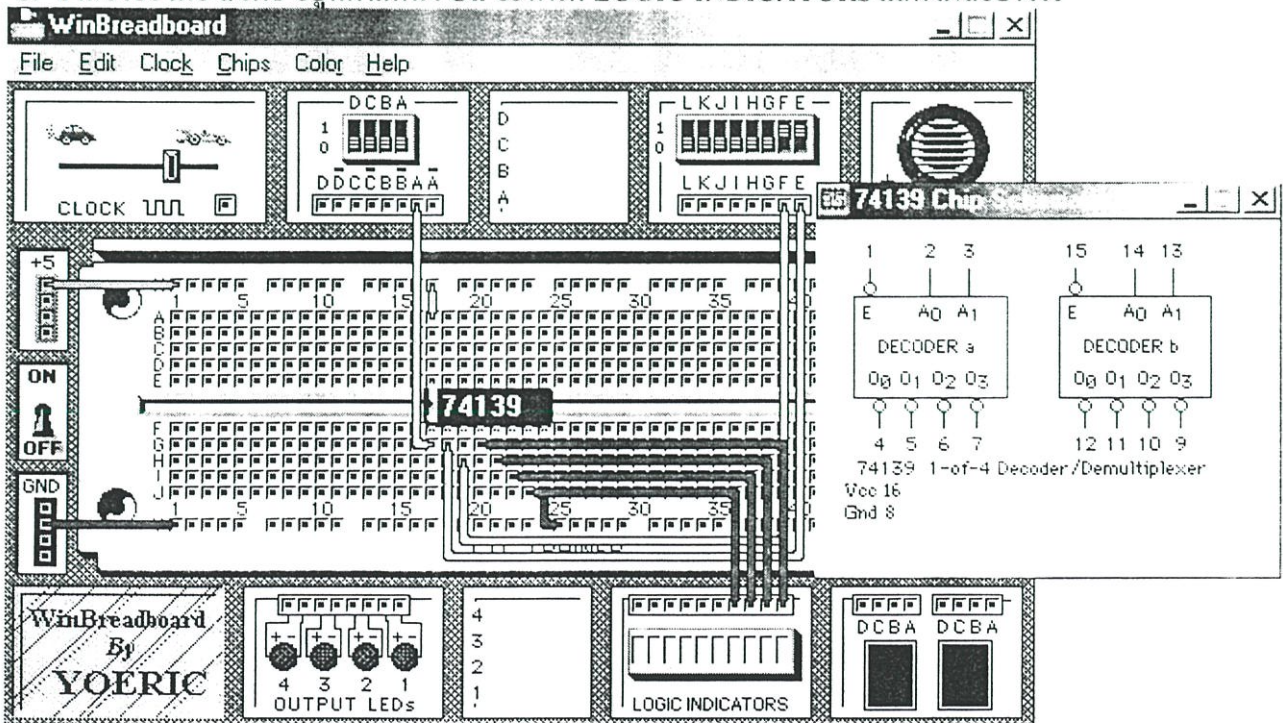 WinBreadboard
File Edit Clock Chips Color Help
DCBA
1
0
DDCCBBAA
CLOCK
D
C
B
A
LKJIHGFE
1
0
LKJIHGFE
74139 Chip
+5
ON
OFF
GND
1 5 10 15 20 25 30 35
A
B
C
D
E
74139
F
G
H
I
J
1 5 10 15 20 25 30 35
1 2 3
E A0 A1
DECODER a
O0 O1 O2 O3
4 5 6 7
15 14 13
E A0 A1
DECODER b
O0 O1 O2 O3
12 11 10 9
74139 1-of-4 Decoder/Demultiplexer
Vcc 16
Gnd 8
WinBreadboard
By
YOERIC
+- +- +- +-
4 3 2 1
OUTPUT LEDs
4
3
2
1
LOGIC INDICATORS
DCBA DCBA